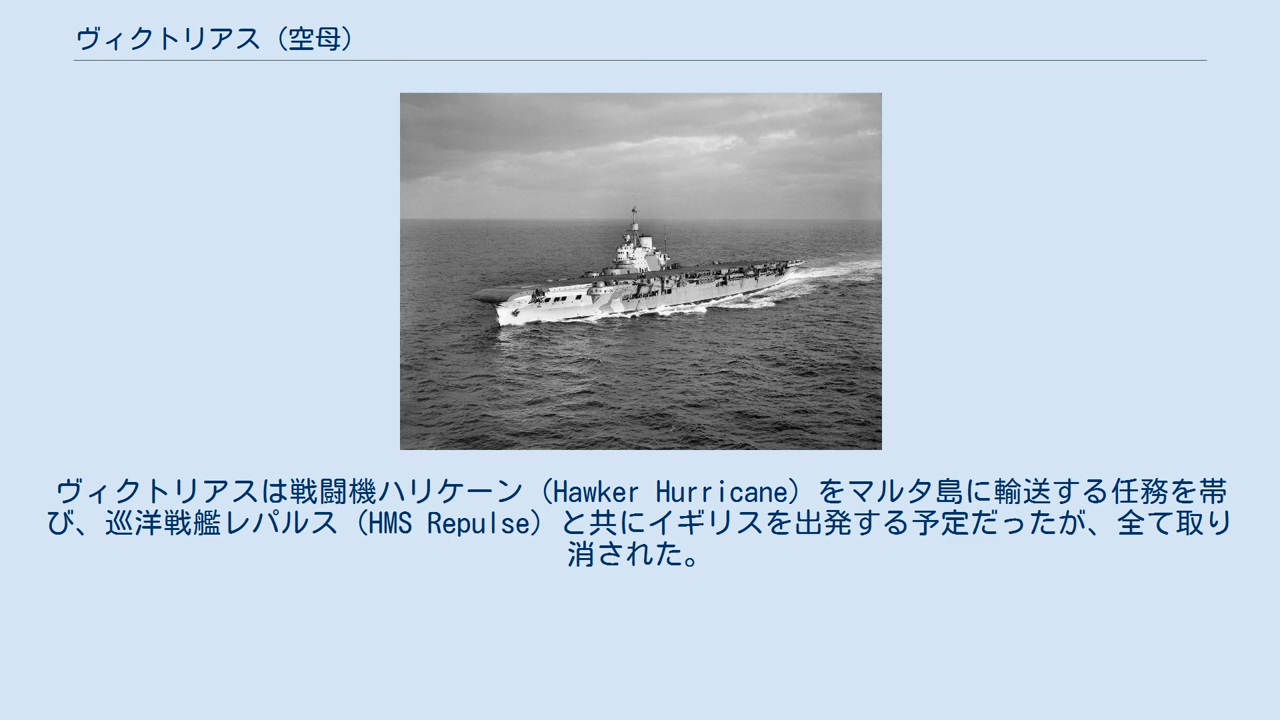 ヴィクトリアス（空母）
ヴィクトリアスは戦闘機ハリケーン（Hawker Hurricane）をマルタ島に輸送する任務を帯
び、巡洋戦艦レパルス（HMS Repulse）と共にイギリスを出発する予定だったが、全て取り
消された。